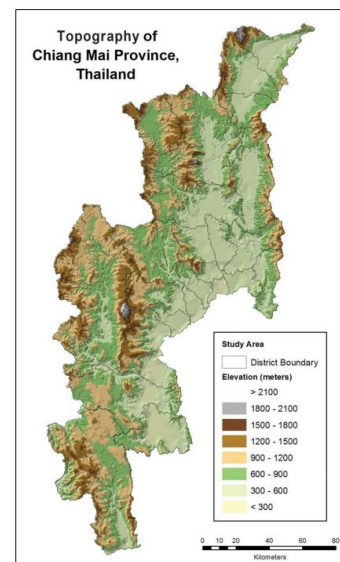 Topography of
Chiang Mai Province,
Thailand
Study Area
District Boundary
Elevation (meters)
> 2100
1800 - 2100
1500 - 1800
1200 - 1500
900 - 1200
600 - 900
300 - 600
< 300
0 10 20 40 60 80
Kilometers